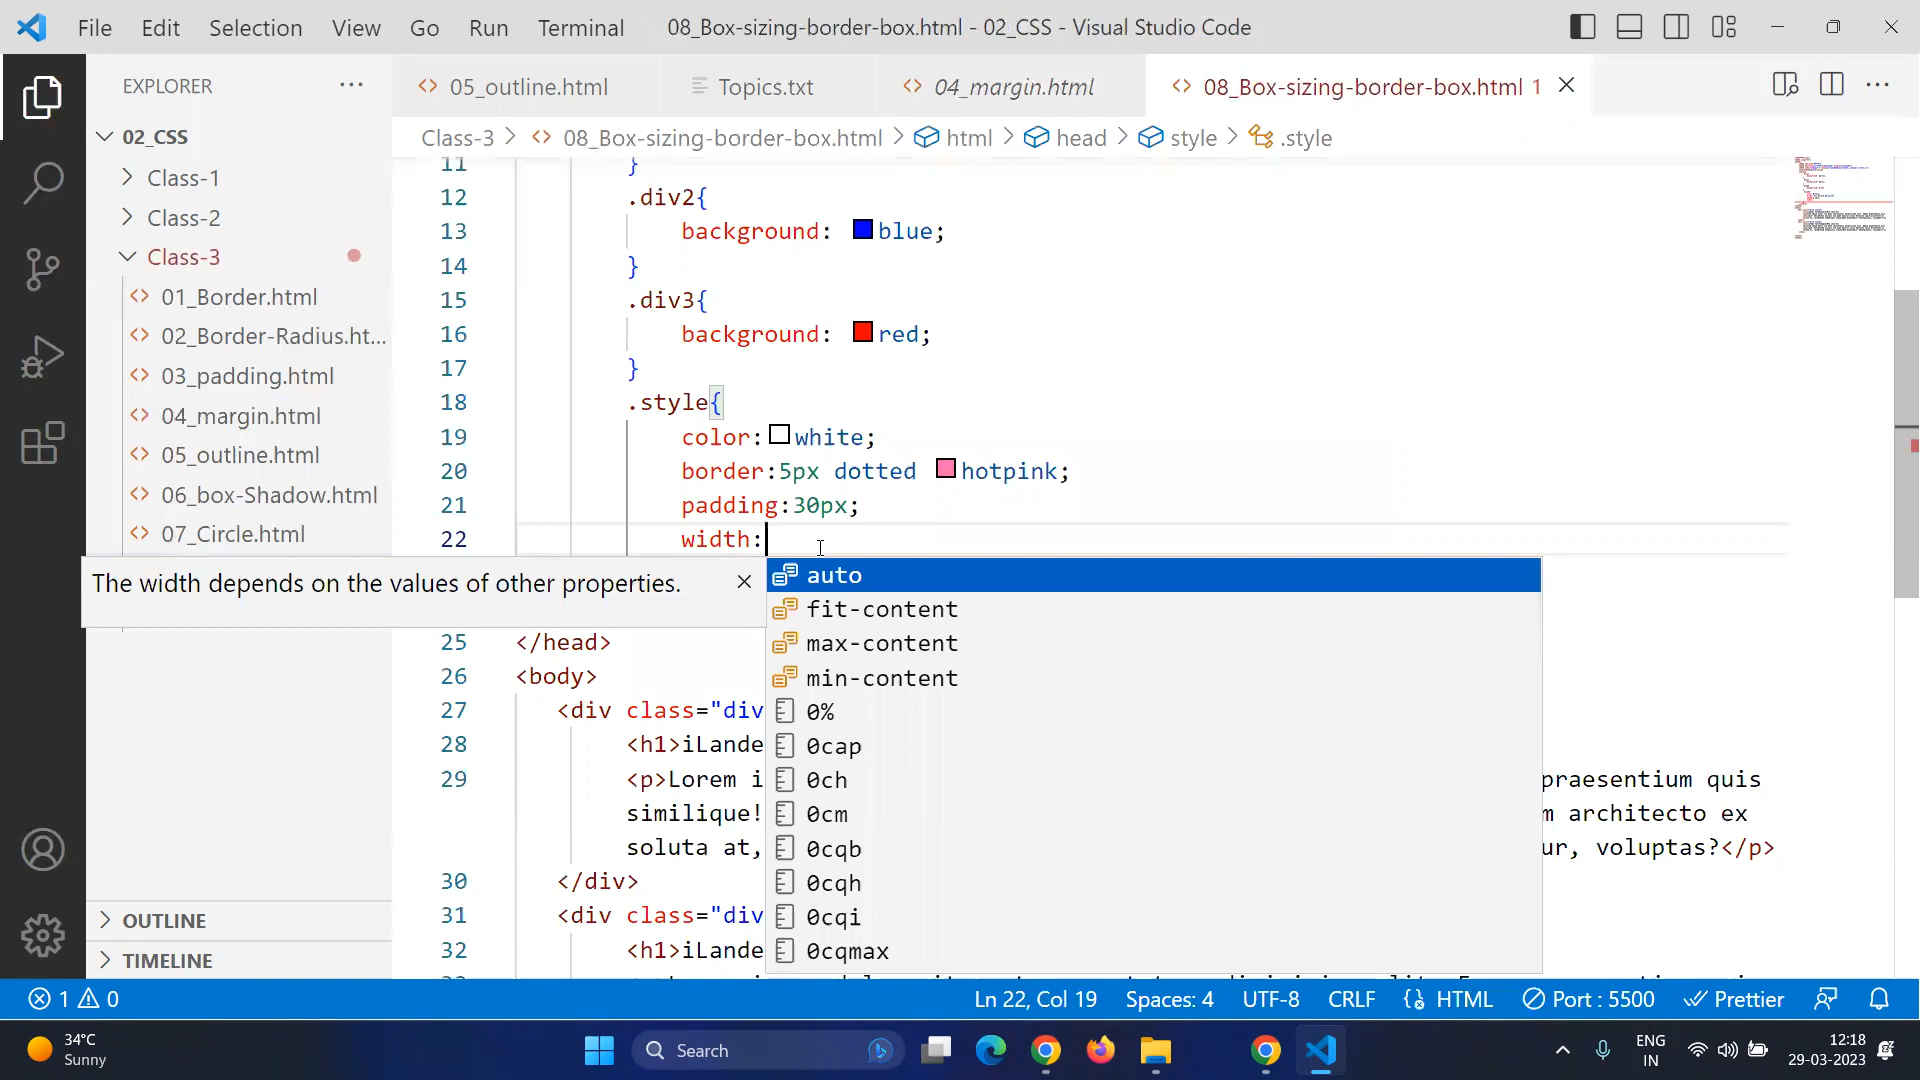 File Edit Selection View Go Run Terminal 08_Box-sizing-border-box.html - 02_CSS - Visual Studio Code
EXPLORER ...
05_outline.html Topics.txt 04_margin.html 08_Box-sizing-border-box.html 1
Class-3 > 08_Box-sizing-border-box.html > html > head > style > .style
02_CSS
Class-1
Class-2
Class-3
01_Border.html
02_Border-Radius.ht...
03_padding.html
04_margin.html
05_outline.html
06_box-Shadow.html
07_Circle.html
OUTLINE
TIMELINE
11 }
12 .div2{
13 background: blue;
14 }
15 .div3{
16 background: red;
17 }
18 .style{
19 color: white;
20 border:5px dotted hotpink;
21 padding:30px;
22 width:
The width depends on the values of other properties.
auto
fit-content
max-content
min-content
0%
0cap
0ch
0cm
0cqb
0cqh
0cqi
0cqmax
25 </head>
26 <body>
27 <div class="div
28 <h1>iLande
29 <p>Lorem i praesentium quis
similique! m architecto ex
soluta at, ur, voluptas?</p>
30 </div>
31 <div class="div
32 <h1>iLande
1 0 Ln 22, Col 19 Spaces: 4 UTF-8 CRLF HTML Port : 5500 Prettier
34°C
Sunny
Search
ENG
IN
12:18
29-03-2023